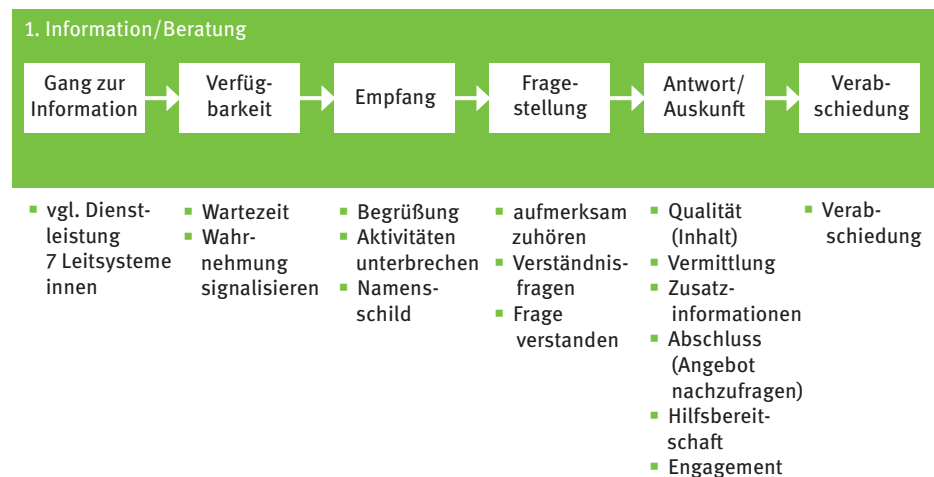 1. Information/Beratung
Gang zur
Information
Verfüg-
barkeit
Empfang
Frage-
stellung
Antwort/
Auskunft
Verab-
schiedung
▪ vgl. Dienst-
leistung
7 Leitsysteme
innen
▪ Wartezeit
▪ Wahr-
nehmung
signalisieren
▪ Begrüßung
▪ Aktivitäten
unterbrechen
▪ Namens-
schild
▪ aufmerksam
zuhören
▪ Verständnis-
fragen
▪ Frage
verstanden
▪ Qualität
(Inhalt)
▪ Vermittlung
▪ Zusatz-
informationen
▪ Abschluss
(Angebot
nachzufragen)
▪ Hilfsbereit-
schaft
▪ Engagement
▪ Verab-
schiedung